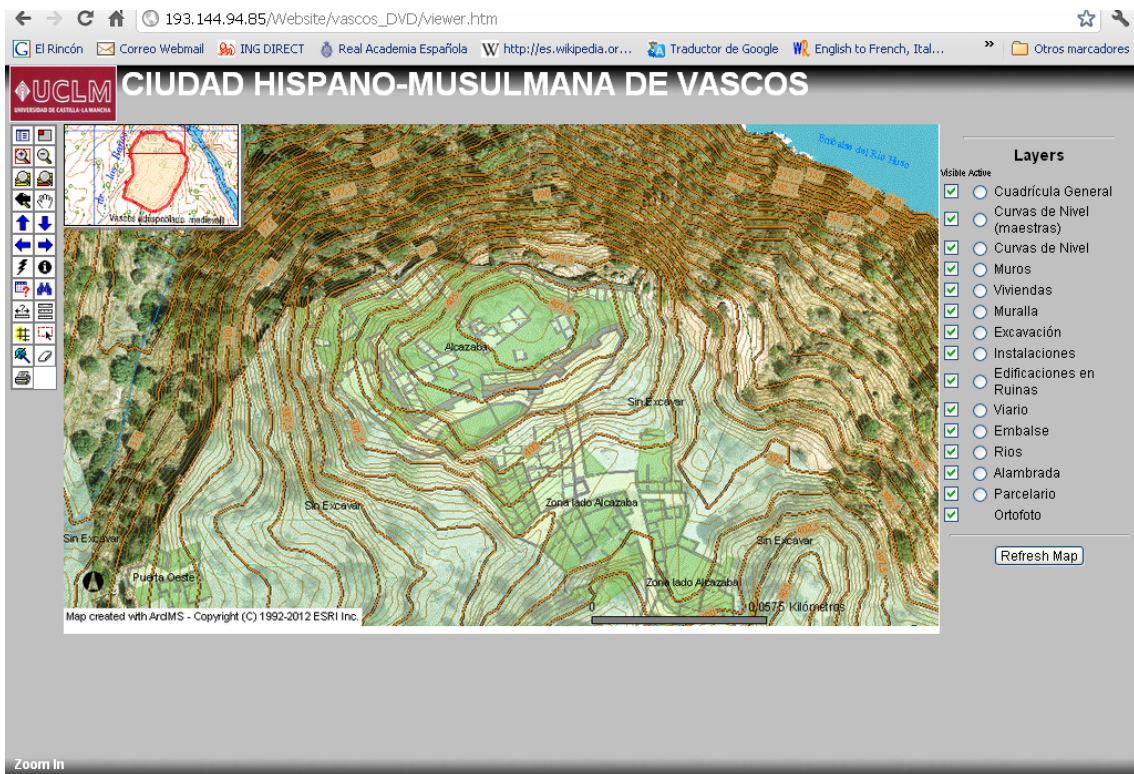 193.144.94.85/Website/vascos_DVD/viewer.htm
G El Rincón Correo Webmail ING DIRECT Real Academia Española W http://es.wikipedia.or... Traductor de Google WR English to French, Ital... » Otros marcadores
UCLM
UNIVERSIDAD DE CASTILLA-LA MANCHA
CIUDAD HISPANO-MUSULMANA DE VASCOS
Embalse del Río Huso
Vascos (despoblado medieval)
Alcazaba
Sin Excavar
Zona lado Alcazaba
Sin Excavar
Sin Excavar
Sin Excavar
Puerta Oeste
Zona lado Alcazaba
0 0,0575 Kilómetros
Map created with ArcIMS - Copyright (C) 1992-2012 ESRI Inc.
Layers
Visible Active
Cuadrícula General
Curvas de Nivel
(maestras)
Curvas de Nivel
Muros
Viviendas
Muralla
Excavación
Instalaciones
Edificaciones en
Ruinas
Viario
Embalse
Rios
Alambrada
Parcelario
Ortofoto
Refresh Map
Zoom In